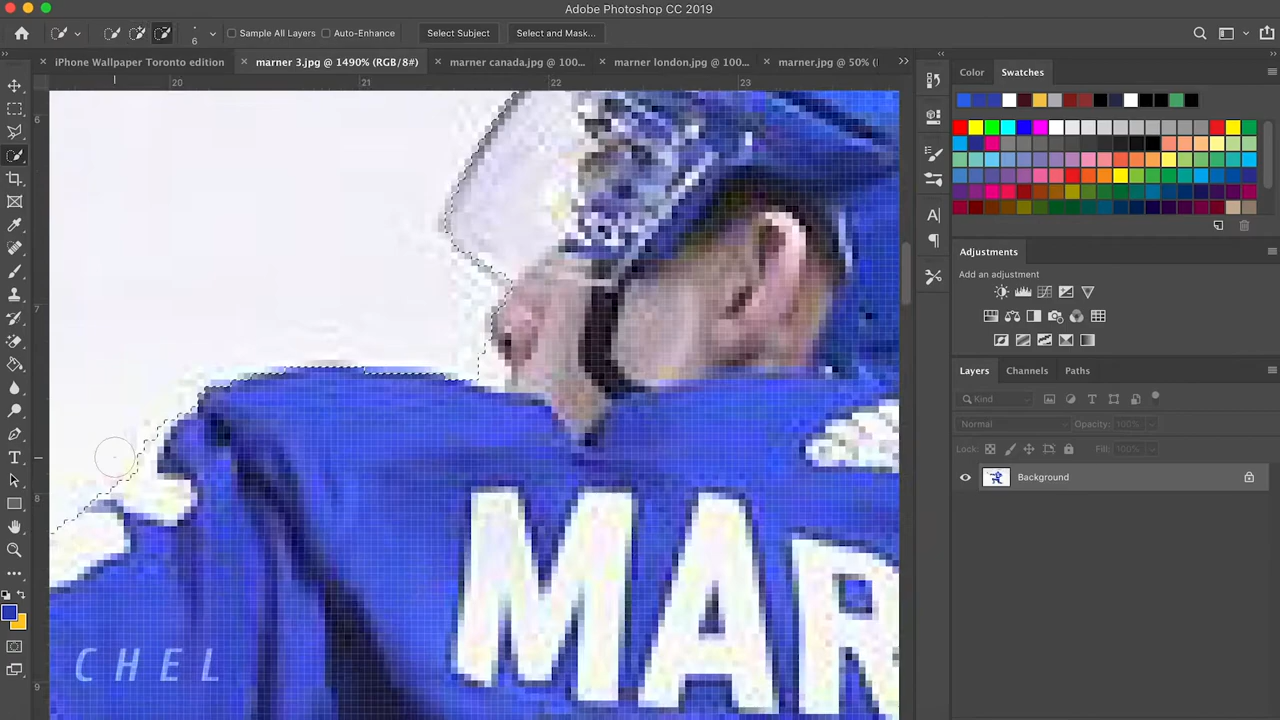 Adobe Photoshop CC 2019
6
Sample All Layers
Auto-Enhance
Select Subject
Select and Mask...
iPhone Wallpaper Toronto edition
marner 3.jpg @ 1490% (RGB/8#)
marner canada.jpg @ 100...
marner london.jpg @ 100...
marner.jpg @ 50% (
20
21
22
23
6
7
8
9
MAR
CHEL
Color
Swatches
Adjustments
Add an adjustment
Layers
Channels
Paths
Kind
Normal
Opacity: 100%
Lock:
Fill: 100%
Background